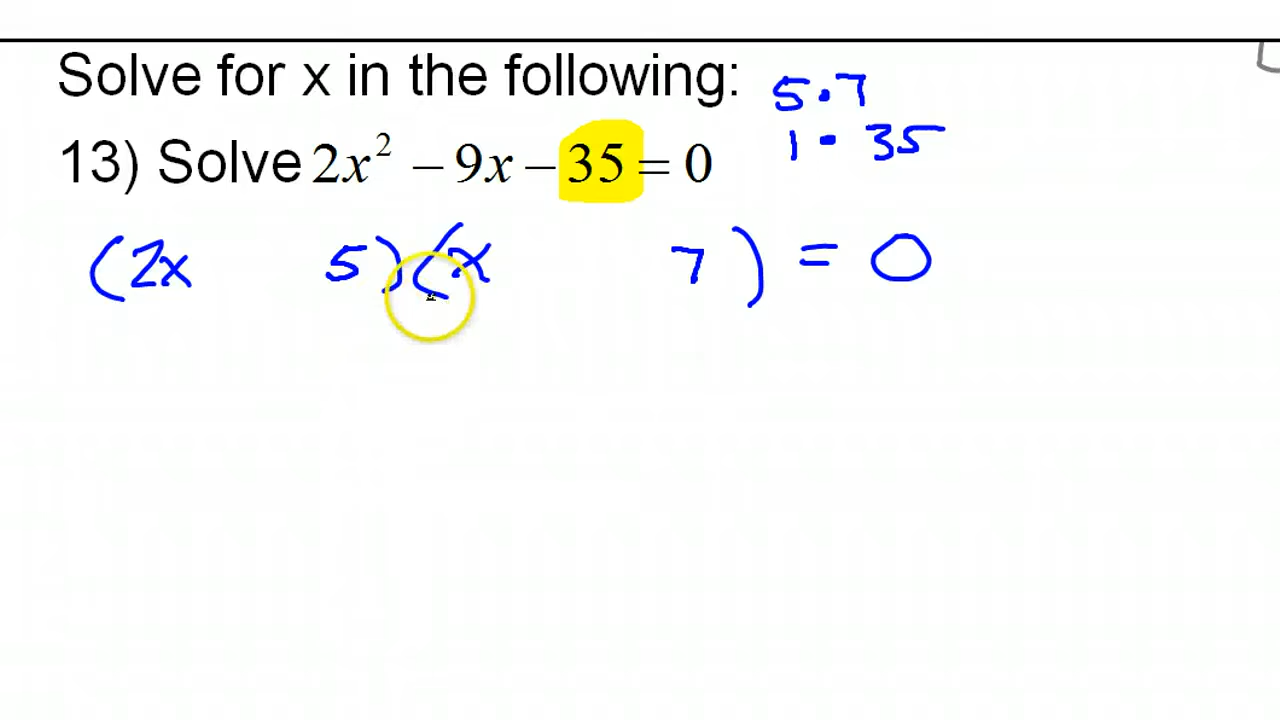 Solve for x in the following:
5 · 7
1 · 35
13) Solve 2x² – 9x – 35 = 0
(2x 5)(x 7) = 0